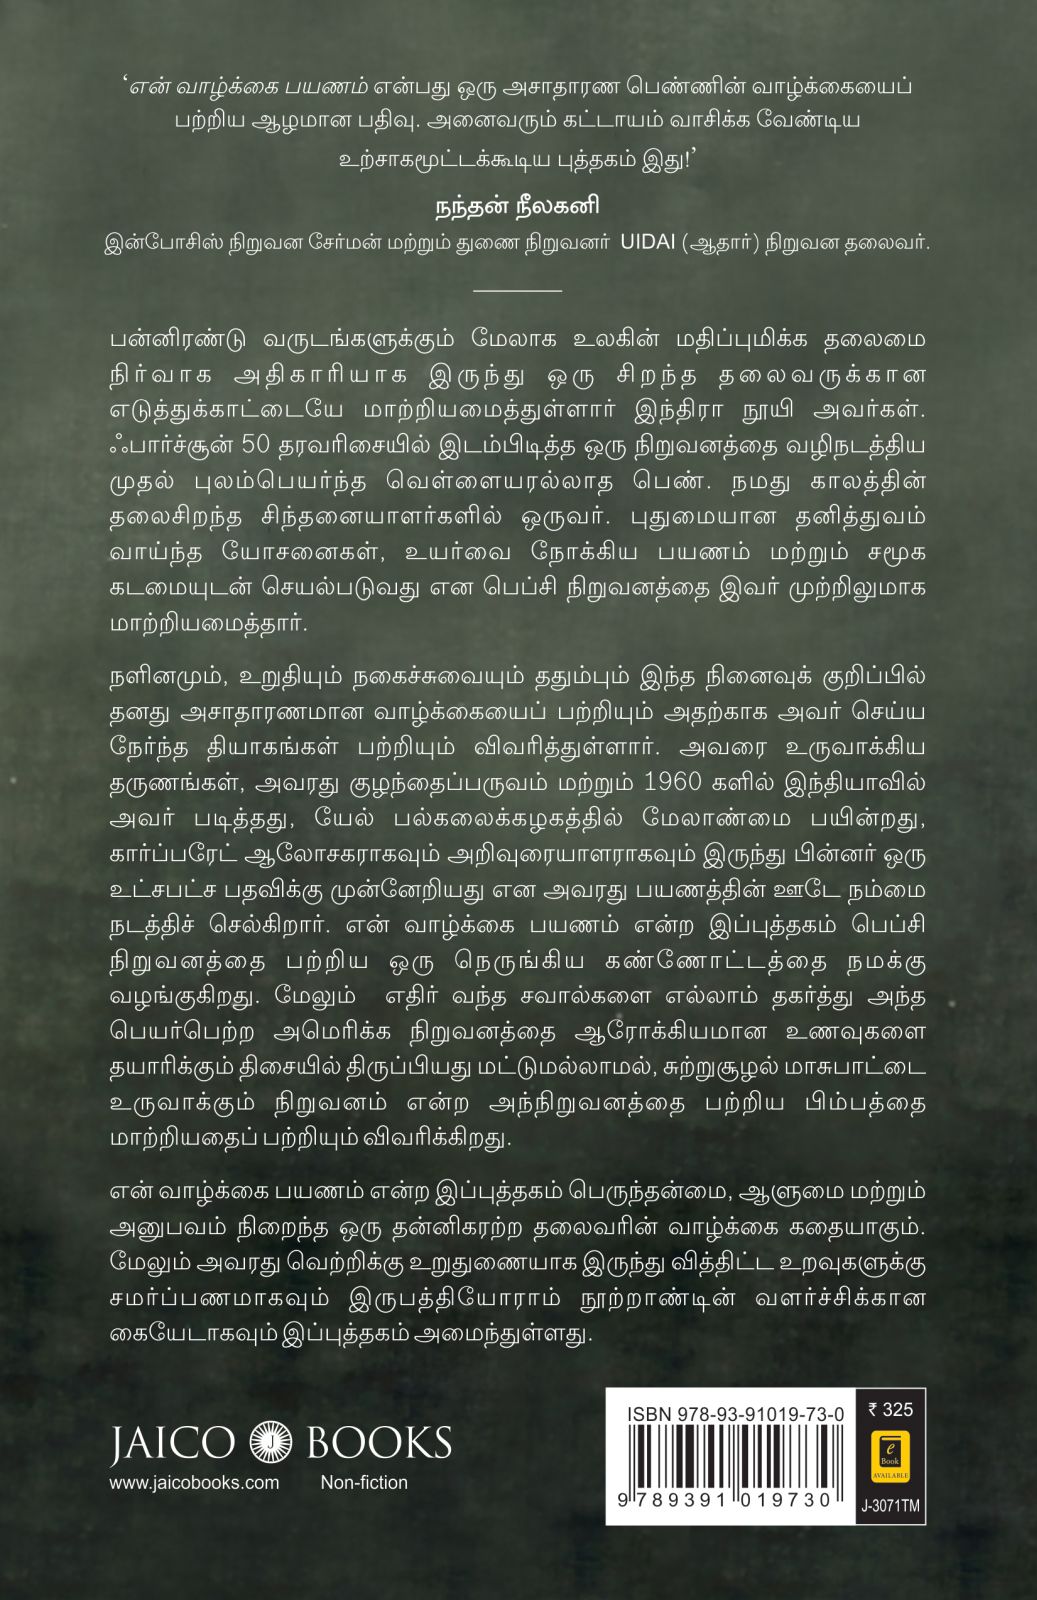 ‘என் வாழ்க்கை பயணம் என்பது ஒரு அசாதாரண பெண்ணின் வாழ்க்கையைப்
பற்றிய ஆழமான பதிவு. அனைவரும் கட்டாயம் வாசிக்க வேண்டிய
உற்சாகமூட்டக்கூடிய புத்தகம் இது!’
நந்தன் நீலகனி
இன்போசிஸ் நிறுவன சேர்மன் மற்றும் துணை நிறுவனர் UIDAI (ஆதார்) நிறுவன தலைவர்.
பன்னிரண்டு வருடங்களுக்கும் மேலாக உலகின் மதிப்புமிக்க தலைமை
நிர்வாக அதிகாரியாக இருந்து ஒரு சிறந்த தலைவருக்கான
எடுத்துக்காட்டையே மாற்றியமைத்துள்ளார் இந்திரா நூயி அவர்கள்.
ஃபார்ச்சூன் 50 தரவரிசையில் இடம்பிடித்த ஒரு நிறுவனத்தை வழிநடத்திய
முதல் புலம்பெயர்ந்த வெள்ளையரல்லாத பெண். நமது காலத்தின்
தலைசிறந்த சிந்தனையாளர்களில் ஒருவர். புதுமையான தனித்துவம்
வாய்ந்த யோசனைகள், உயர்வை நோக்கிய பயணம் மற்றும் சமூக
கடமையுடன் செயல்படுவது என பெப்சி நிறுவனத்தை இவர் முற்றிலுமாக
மாற்றியமைத்தார்.
நளினமும், உறுதியும் நகைச்சுவையும் ததும்பும் இந்த நினைவுக் குறிப்பில்
தனது அசாதாரணமான வாழ்க்கையைப் பற்றியும் அதற்காக அவர் செய்ய
நேர்ந்த தியாகங்கள் பற்றியும் விவரித்துள்ளார். அவரை உருவாக்கிய
தருணங்கள், அவரது குழந்தைப்பருவம் மற்றும் 1960 களில் இந்தியாவில்
அவர் படித்தது, யேல் பல்கலைக்கழகத்தில் மேலாண்மை பயின்றது,
கார்ப்பரேட் ஆலோசகராகவும் அறிவுரையாளராகவும் இருந்து பின்னர் ஒரு
உட்சபட்ச பதவிக்கு முன்னேறியது என அவரது பயணத்தின் ஊடே நம்மை
நடத்திச் செல்கிறார். என் வாழ்க்கை பயணம் என்ற இப்புத்தகம் பெப்சி
நிறுவனத்தை பற்றிய ஒரு நெருங்கிய கண்ணோட்டத்தை நமக்கு
வழங்குகிறது. மேலும் எதிர் வந்த சவால்களை எல்லாம் தகர்த்து அந்த
பெயர்பெற்ற அமெரிக்க நிறுவனத்தை ஆரோக்கியமான உணவுகளை
தயாரிக்கும் திசையில் திருப்பியது மட்டுமல்லாமல், சுற்றுசூழல் மாசுபாட்டை
உருவாக்கும் நிறுவனம் என்ற அந்நிறுவனத்தை பற்றிய பிம்பத்தை
மாற்றியதைப் பற்றியும் விவரிக்கிறது.
என் வாழ்க்கை பயணம் என்ற இப்புத்தகம் பெருந்தன்மை, ஆளுமை மற்றும்
அனுபவம் நிறைந்த ஒரு தன்னிகரற்ற தலைவரின் வாழ்க்கை கதையாகும்.
மேலும் அவரது வெற்றிக்கு உறுதுணையாக இருந்து வித்திட்ட உறவுகளுக்கு
சமர்ப்பணமாகவும் இருபத்தியோராம் நூற்றாண்டின் வளர்ச்சிக்கான
கையேடாகவும் இப்புத்தகம் அமைந்துள்ளது.
JAICO J BOOKS
www.jaicobooks.com Non-fiction
ISBN 978-93-91019-73-0
9 789391 019730
₹ 325
e
Book
AVAILABLE
J-3071TM